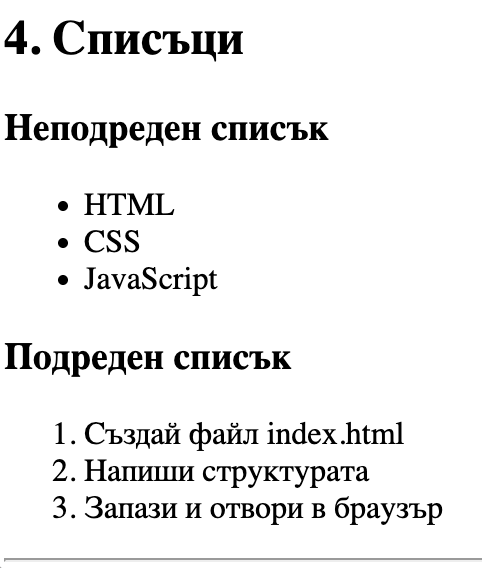 4. Списъци
Неподреден списък
• HTML
• CSS
• JavaScript
Подреден списък
1. Създай файл index.html
2. Напиши структурата
3. Запази и отвори в браузър